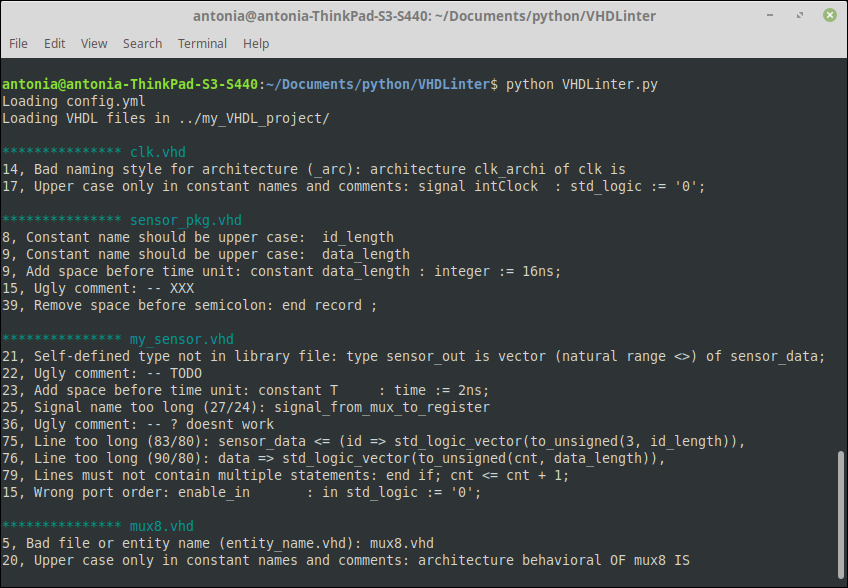 antonia@antonia-ThinkPad-S3-S440: ~/Documents/python/VHDLinter
File Edit View Search Terminal Help
antonia@antonia-ThinkPad-S3-S440:~/Documents/python/VHDLinter$ python VHDLinter.py
Loading config.yml
Loading VHDL files in ../my_VHDL_project/
*************** clk.vhd
14, Bad naming style for architecture (_arc): architecture clk_archi of clk is
17, Upper case only in constant names and comments: signal intClock  : std_logic := '0';
*************** sensor_pkg.vhd
8, Constant name should be upper case:  id_length
9, Constant name should be upper case:  data_length
9, Add space before time unit: constant data_length : integer := 16ns;
15, Ugly comment: -- XXX
39, Remove space before semicolon: end record ;
*************** my_sensor.vhd
21, Self-defined type not in library file: type sensor_out is vector (natural range <>) of sensor_data;
22, Ugly comment: -- TODO
23, Add space before time unit: constant T     : time := 2ns;
25, Signal name too long (27/24): signal_from_mux_to_register
36, Ugly comment: -- ? doesnt work
75, Line too long (83/80): sensor_data <= (id => std_logic_vector(to_unsigned(3, id_length)),
76, Line too long (90/80): data => std_logic_vector(to_unsigned(cnt, data_length)),
79, Lines must not contain multiple statements: end if; cnt <= cnt + 1;
15, Wrong port order: enable_in       : in std_logic := '0';
*************** mux8.vhd
5, Bad file or entity name (entity_name.vhd): mux8.vhd
20, Upper case only in constant names and comments: architecture behavioral OF mux8 IS